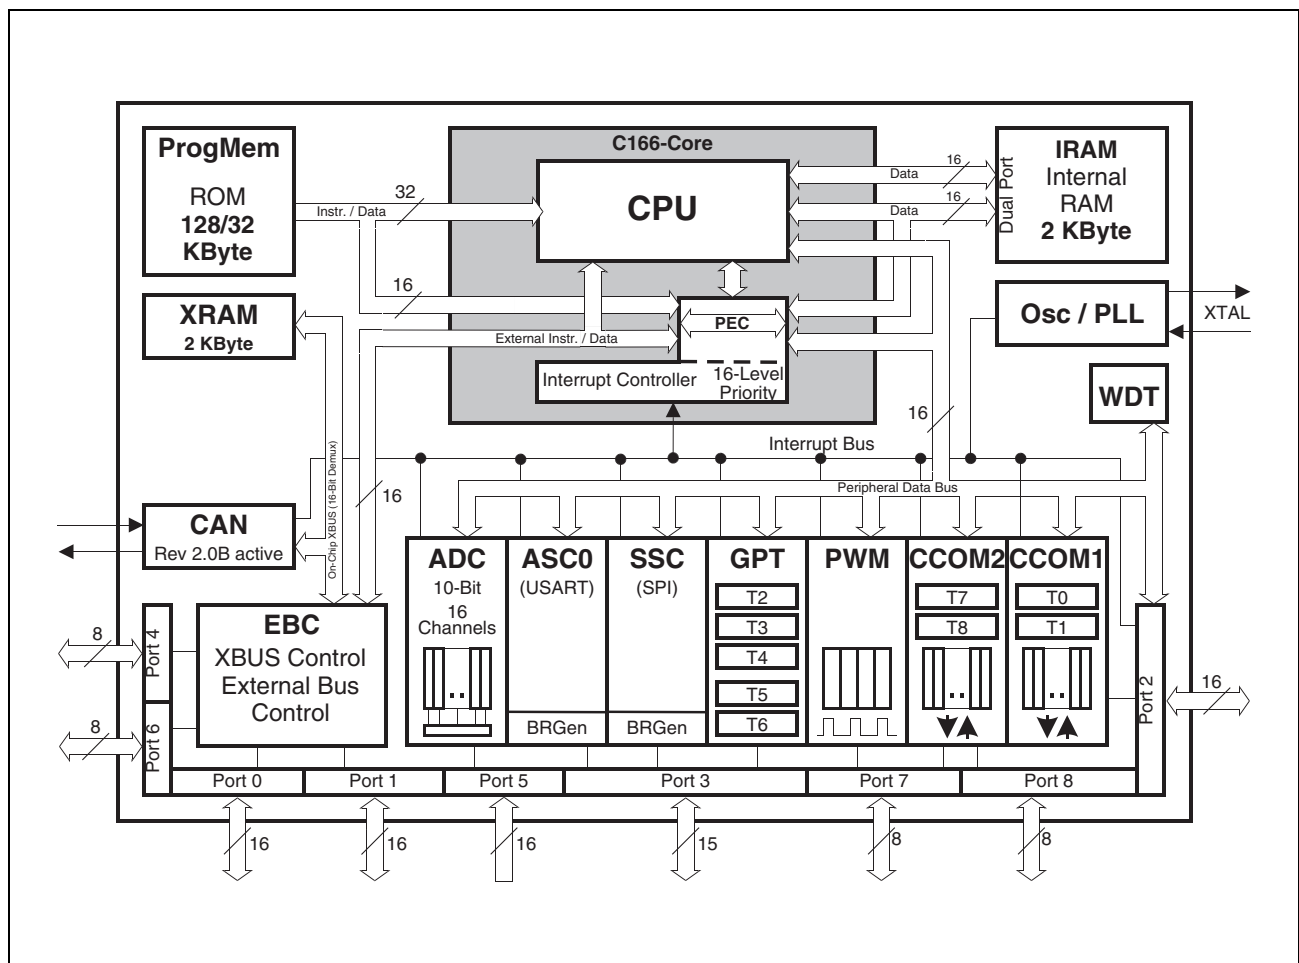 C166-Core
ProgMem
ROM
128/32
KByte
32
Instr. / Data
CPU
16
Data
16
Data
Dual Port
IRAM
Internal
RAM
2 KByte
XRAM
2 KByte
16
PEC
External Instr. / Data
Interrupt Controller
16-Level
Priority
Osc / PLL
XTAL
WDT
16
Interrupt Bus
Peripheral Data Bus
On-Chip XBUS (16-Bit Demux)
16
CAN
Rev 2.0B active
EBC
XBUS Control
External Bus
Control
ADC
10-Bit
16
Channels
ASC0
(USART)
BRGen
SSC
(SPI)
BRGen
GPT
T2
T3
T4
T5
T6
PWM
CCOM2
T7
T8
CCOM1
T0
T1
8
Port 4
8
Port 6
Port 2
16
Port 0
Port 1
Port 5
Port 3
Port 7
Port 8
16
16
16
15
8
8